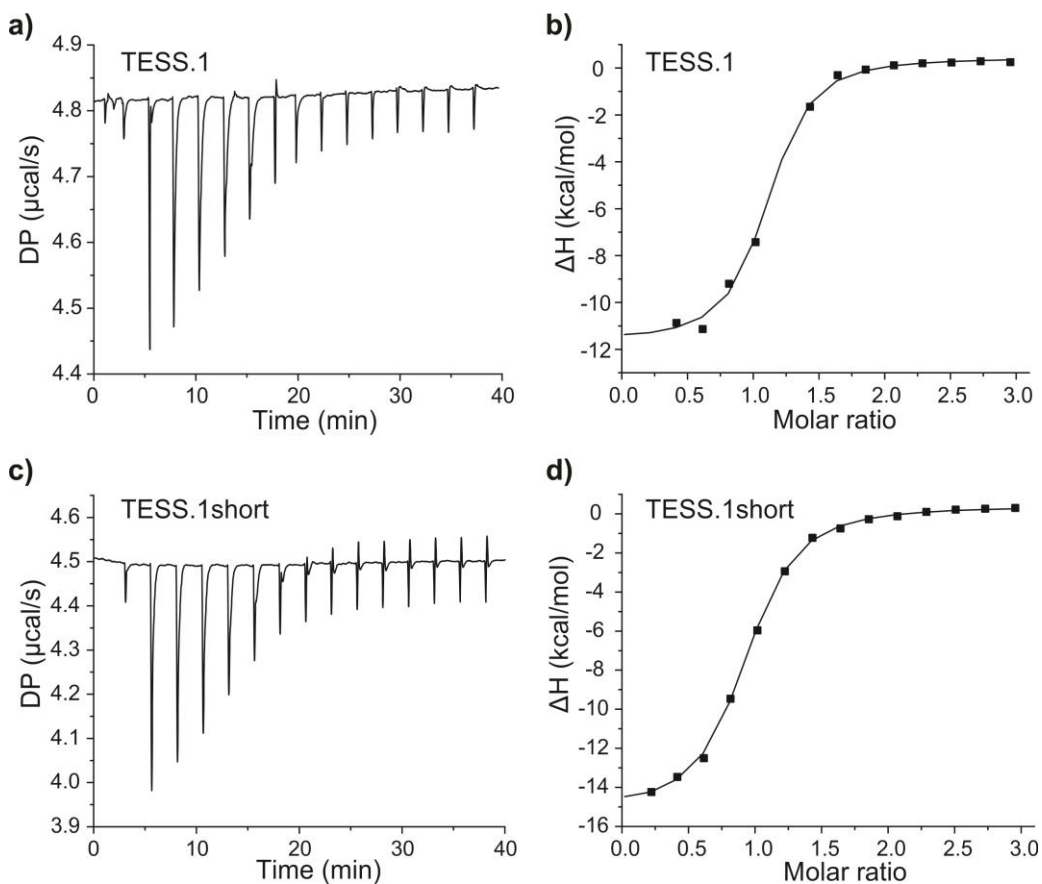 a)
TESS.1
DP (µcal/s)
4.9
4.8
4.7
4.6
4.5
4.4
0 10 20 30 40
Time (min)
b)
TESS.1
ΔH (kcal/mol)
0
-2
-4
-6
-8
-10
-12
0.0 0.5 1.0 1.5 2.0 2.5 3.0
Molar ratio
c)
TESS.1short
DP (µcal/s)
4.6
4.5
4.4
4.3
4.2
4.1
4.0
3.9
0 10 20 30 40
Time (min)
d)
TESS.1short
ΔH (kcal/mol)
0
-2
-4
-6
-8
-10
-12
-14
-16
0.0 0.5 1.0 1.5 2.0 2.5 3.0
Molar ratio